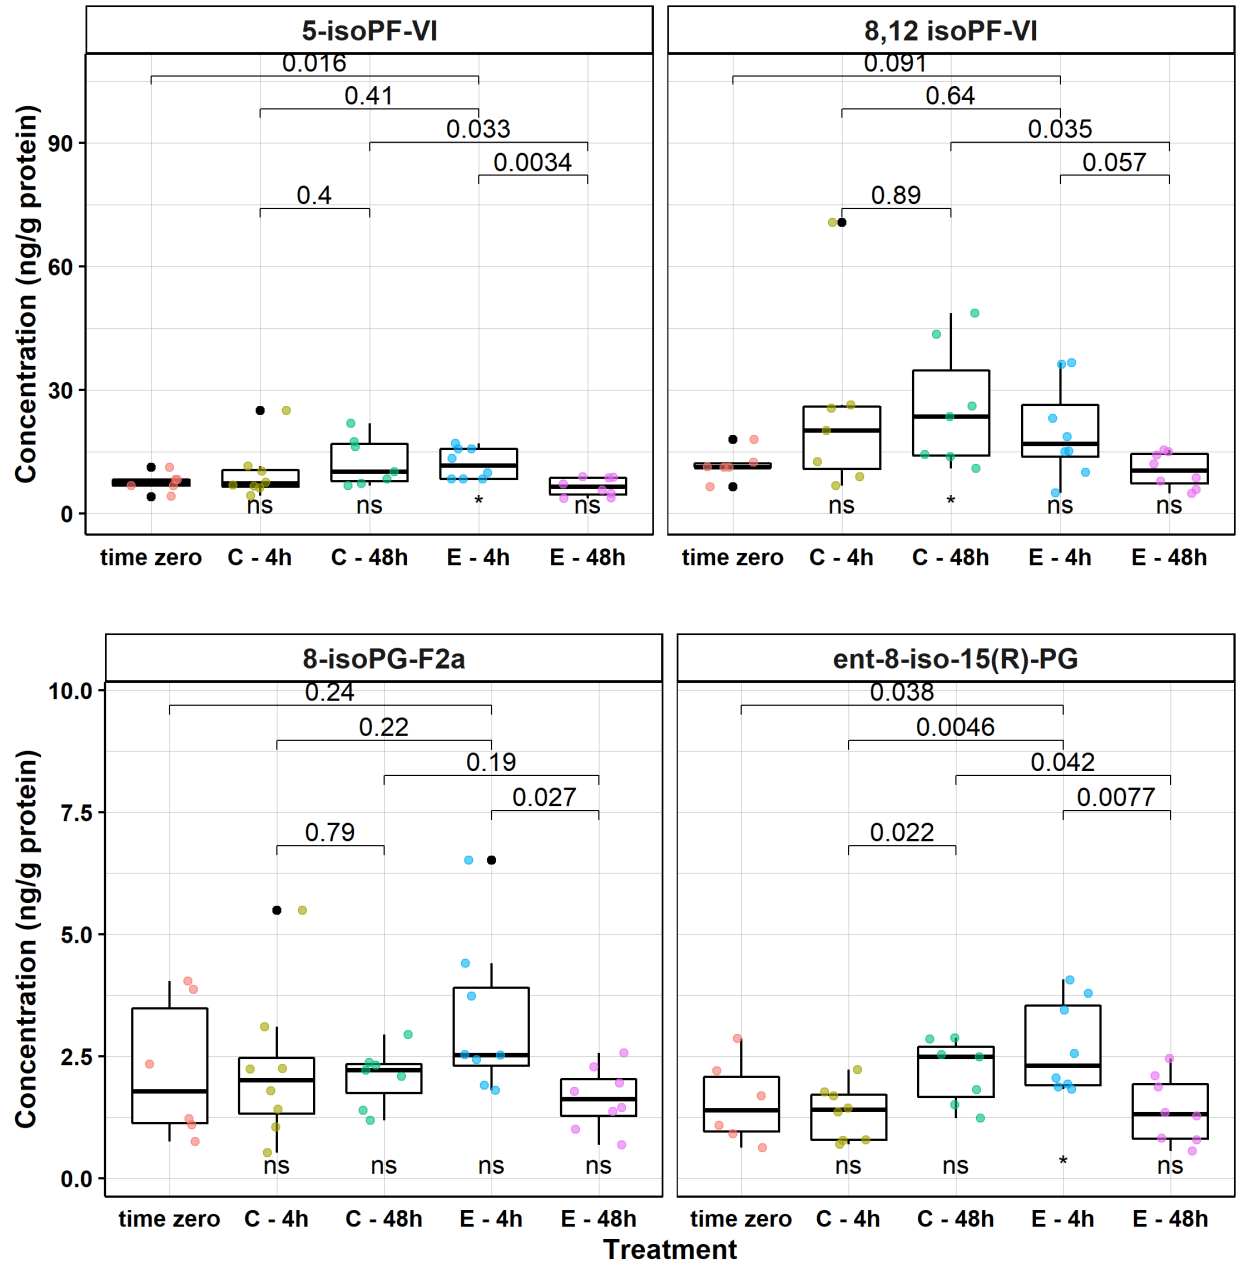 5-isoPF-VI
8,12 isoPF-VI
Concentration (ng/g protein)
90
60
30
0
0.016
0.41
0.033
0.0034
0.4
ns
ns
*
ns
0.091
0.64
0.035
0.057
0.89
ns
*
ns
ns
time zero C - 4h C - 48h E - 4h E - 48h
time zero C - 4h C - 48h E - 4h E - 48h
8-isoPG-F2a
ent-8-iso-15(R)-PG
Concentration (ng/g protein)
10.0
7.5
5.0
2.5
0.0
0.24
0.22
0.19
0.027
0.79
ns
ns
ns
ns
0.038
0.0046
0.042
0.0077
0.022
ns
ns
*
ns
time zero C - 4h C - 48h E - 4h E - 48h
time zero C - 4h C - 48h E - 4h E - 48h
Treatment